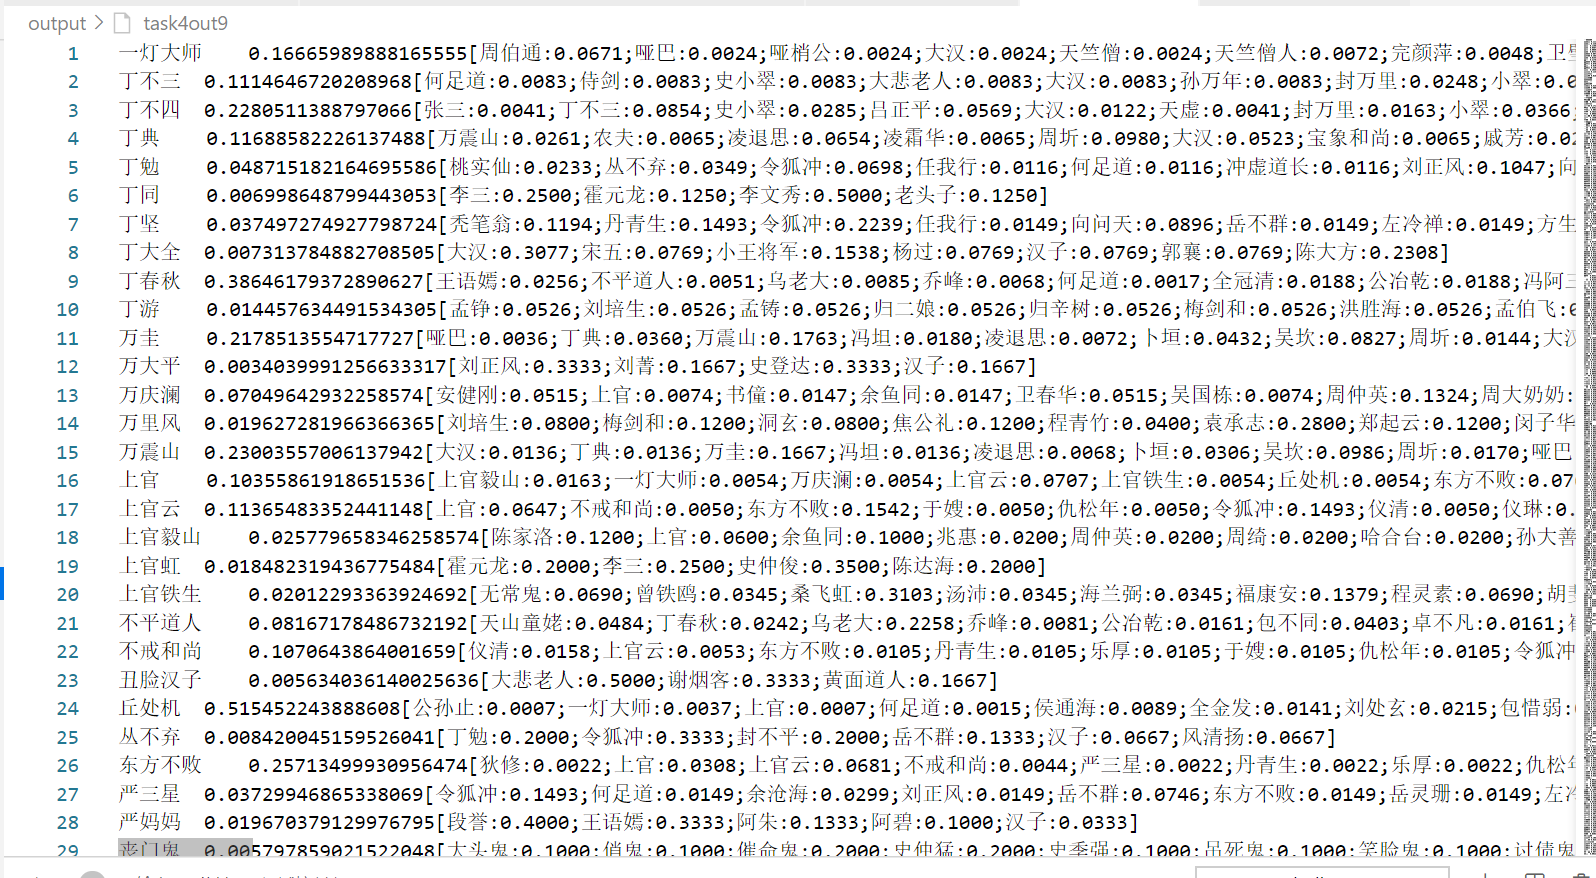 output > task4out9
1 一灯大师 0.16665989888165555[周伯通:0.0671;哑巴:0.0024;哑梢公:0.0024;大汉:0.0024;天竺僧:0.0024;天竺僧人:0.0072;完颜萍:0.0048;卫璧
2 丁不三 0.1114646720208968[何足道:0.0083;侍剑:0.0083;史小翠:0.0083;大悲老人:0.0083;大汉:0.0083;孙万年:0.0083;封万里:0.0248;小翠:0.0
3 丁不四 0.2280511388797066[张三:0.0041;丁不三:0.0854;史小翠:0.0285;吕正平:0.0569;大汉:0.0122;天虚:0.0041;封万里:0.0163;小翠:0.0366;
4 丁典 0.11688582226137488[万震山:0.0261;农夫:0.0065;凌退思:0.0654;凌霜华:0.0065;周圻:0.0980;大汉:0.0523;宝象和尚:0.0065;戚芳:0.02
5 丁勉 0.048715182164695586[桃实仙:0.0233;丛不弃:0.0349;令狐冲:0.0698;任我行:0.0116;何足道:0.0116;冲虚道长:0.0116;刘正风:0.1047;向
6 丁同 0.006998648799443053[李三:0.2500;霍元龙:0.1250;李文秀:0.5000;老头子:0.1250]
7 丁坚 0.037497274927798724[秃笔翁:0.1194;丹青生:0.1493;令狐冲:0.2239;任我行:0.0149;向问天:0.0896;岳不群:0.0149;左冷禅:0.0149;方生
8 丁大全 0.007313784882708505[大汉:0.3077;宋五:0.0769;小王将军:0.1538;杨过:0.0769;汉子:0.0769;郭襄:0.0769;陈大方:0.2308]
9 丁春秋 0.38646179372890627[王语嫣:0.0256;不平道人:0.0051;乌老大:0.0085;乔峰:0.0068;何足道:0.0017;全冠清:0.0188;公冶乾:0.0188;冯阿三
10 丁游 0.014457634491534305[孟铮:0.0526;刘培生:0.0526;孟铸:0.0526;归二娘:0.0526;归辛树:0.0526;梅剑和:0.0526;洪胜海:0.0526;孟伯飞:0
11 万圭 0.2178513554717727[哑巴:0.0036;丁典:0.0360;万震山:0.1763;冯坦:0.0180;凌退思:0.0072;卜垣:0.0432;吴坎:0.0827;周圻:0.0144;大汉
12 万大平 0.0034039991256633317[刘正风:0.3333;刘菁:0.1667;史登达:0.3333;汉子:0.1667]
13 万庆澜 0.07049642932258574[安健刚:0.0515;上官:0.0074;书僮:0.0147;余鱼同:0.0147;卫春华:0.0515;吴国栋:0.0074;周仲英:0.1324;周大奶奶:
14 万里风 0.019627281966366365[刘培生:0.0800;梅剑和:0.1200;洞玄:0.0800;焦公礼:0.1200;程青竹:0.0400;袁承志:0.2800;郑起云:0.1200;闵子华
15 万震山 0.23003557006137942[大汉:0.0136;丁典:0.0136;万圭:0.1667;冯坦:0.0136;凌退思:0.0068;卜垣:0.0306;吴坎:0.0986;周圻:0.0170;哑巴
16 上官 0.10355861918651536[上官毅山:0.0163;一灯大师:0.0054;万庆澜:0.0054;上官云:0.0707;上官铁生:0.0054;丘处机:0.0054;东方不败:0.07
17 上官云 0.11365483352441148[上官:0.0647;不戒和尚:0.0050;东方不败:0.1542;于嫂:0.0050;仇松年:0.0050;令狐冲:0.1493;仪清:0.0050;仪琳:0.
18 上官毅山 0.025779658346258574[陈家洛:0.1200;上官:0.0600;余鱼同:0.1000;兆惠:0.0200;周仲英:0.0200;周绮:0.0200;哈合台:0.0200;孙大善
19 上官虹 0.018482319436775484[霍元龙:0.2000;李三:0.2500;史仲俊:0.3500;陈达海:0.2000]
20 上官铁生 0.02012293363924692[无常鬼:0.0690;曾铁鸥:0.0345;桑飞虹:0.3103;汤沛:0.0345;海兰弼:0.0345;福康安:0.1379;程灵素:0.0690;胡斐
21 不平道人 0.08167178486732192[天山童姥:0.0484;丁春秋:0.0242;乌老大:0.2258;乔峰:0.0081;公冶乾:0.0161;包不同:0.0403;卓不凡:0.0161;崔
22 不戒和尚 0.1070643864001659[仪清:0.0158;上官云:0.0053;东方不败:0.0105;丹青生:0.0105;乐厚:0.0105;于嫂:0.0105;仇松年:0.0105;令狐冲
23 丑脸汉子 0.005634036140025636[大悲老人:0.5000;谢烟客:0.3333;黄面道人:0.1667]
24 丘处机 0.515452243888608[公孙止:0.0007;一灯大师:0.0037;上官:0.0007;何足道:0.0015;侯通海:0.0089;全金发:0.0141;刘处玄:0.0215;包惜弱:
25 丛不弃 0.008420045159526041[丁勉:0.2000;令狐冲:0.3333;封不平:0.2000;岳不群:0.1333;汉子:0.0667;风清扬:0.0667]
26 东方不败 0.25713499930956474[狄修:0.0022;上官:0.0308;上官云:0.0681;不戒和尚:0.0044;严三星:0.0022;丹青生:0.0022;乐厚:0.0022;仇松年
27 严三星 0.03729946865338069[令狐冲:0.1493;何足道:0.0149;余沧海:0.0299;刘正风:0.0149;岳不群:0.0746;东方不败:0.0149;岳灵珊:0.0149;左冷
28 严妈妈 0.019670379129976795[段誉:0.4000;王语嫣:0.3333;阿朱:0.1333;阿碧:0.1000;汉子:0.0333]
29 丧门鬼 0.005797859021522048[大头鬼:0.1000;俏鬼:0.1000;催命鬼:0.2000;史仲猛:0.2000;史季强:0.1000;吊死鬼:0.1000;笑脸鬼:0.1000;讨债鬼